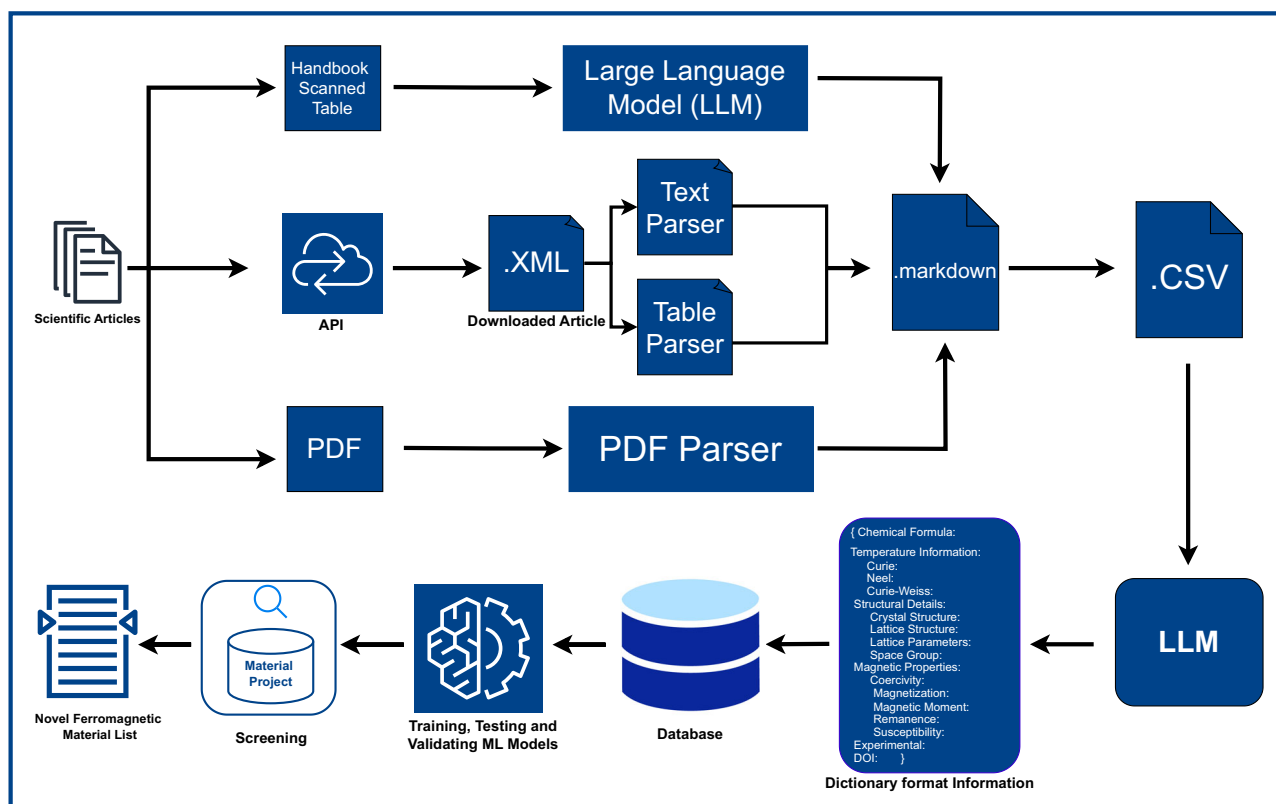 Handbook
Scanned
Table
Large Language
Model (LLM)
Scientific Articles
API
.XML
Downloaded Article
Text
Parser
Table
Parser
.markdown
.CSV
PDF
PDF Parser
LLM
{ Chemical Formula:
Temperature Information:
Curie:
Neel:
Curie-Weiss:
Structural Details:
Crystal Structure:
Lattice Structure:
Lattice Parameters:
Space Group:
Magnetic Properties:
Coercivity:
Magnetization:
Magnetic Moment:
Remanence:
Susceptibility:
Experimental:
DOI: }
Dictionary format Information
Database
Training, Testing and
Validating ML Models
Material
Project
Screening
Novel Ferromagnetic
Material List